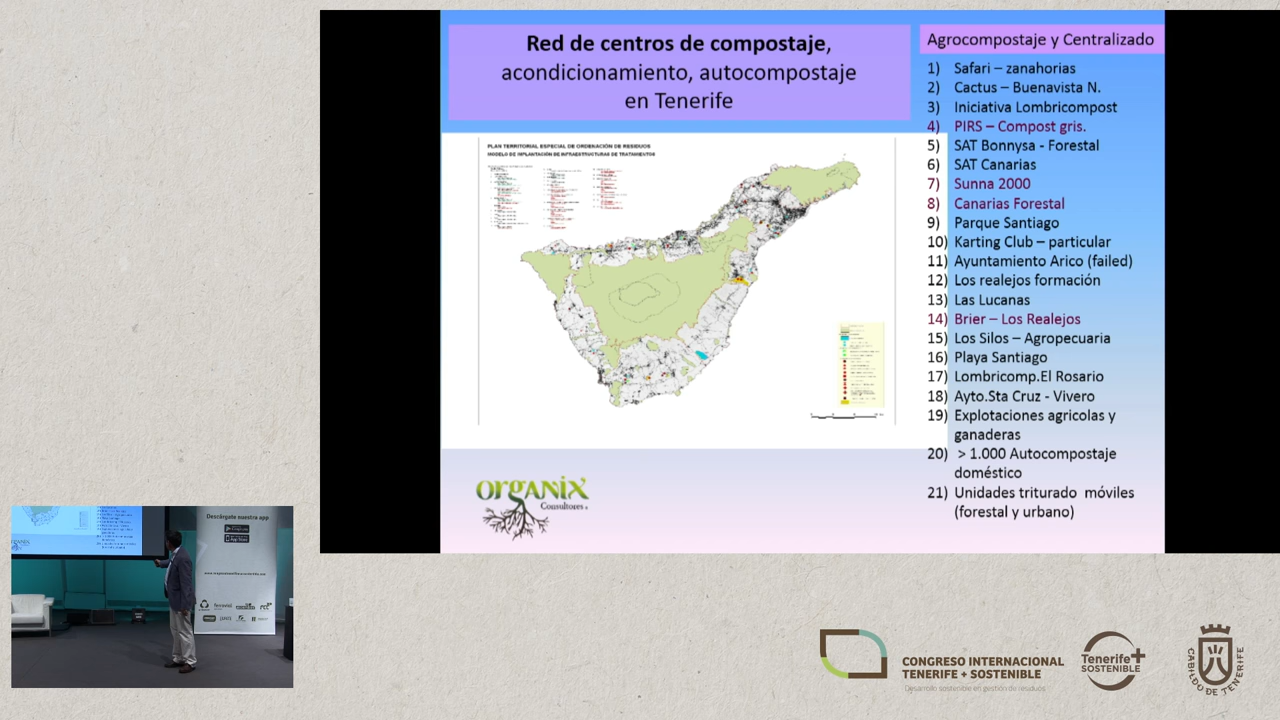 Red de centros de compostaje,
acondicionamiento, autocompostaje
en Tenerife
Agrocompostaje y Centralizado
1) Safari – zanahorias
2) Cactus – Buenavista N.
3) Iniciativa Lombricompost
4) PIRS – Compost gris.
5) SAT Bonnysa - Forestal
6) SAT Canarias
7) Sunna 2000
8) Canarias Forestal
9) Parque Santiago
10) Karting Club – particular
11) Ayuntamiento Arico (failed)
12) Los realejos formación
13) Las Lucanas
14) Brier – Los Realejos
15) Los Silos – Agropecuaria
16) Playa Santiago
17) Lombricomp.El Rosario
18) Ayto.Sta Cruz - Vivero
19) Explotaciones agricolas y
ganaderas
20) > 1.000 Autocompostaje
doméstico
21) Unidades triturado móviles
(forestal y urbano)
PLAN TERRITORIAL ESPECIAL DE ORDENACIÓN DE RESIDUOS
MODELO DE IMPLANTACIÓN DE INFRAESTRUCTURAS DE TRATAMIENTOS
organix
Consultores
Descárgate nuestra app
CONGRESO INTERNACIONAL
TENERIFE + SOSTENIBLE
Desarrollo sostenible en gestión de residuos
Tenerife+
SOSTENIBLE
CABILDO DE TENERIFE